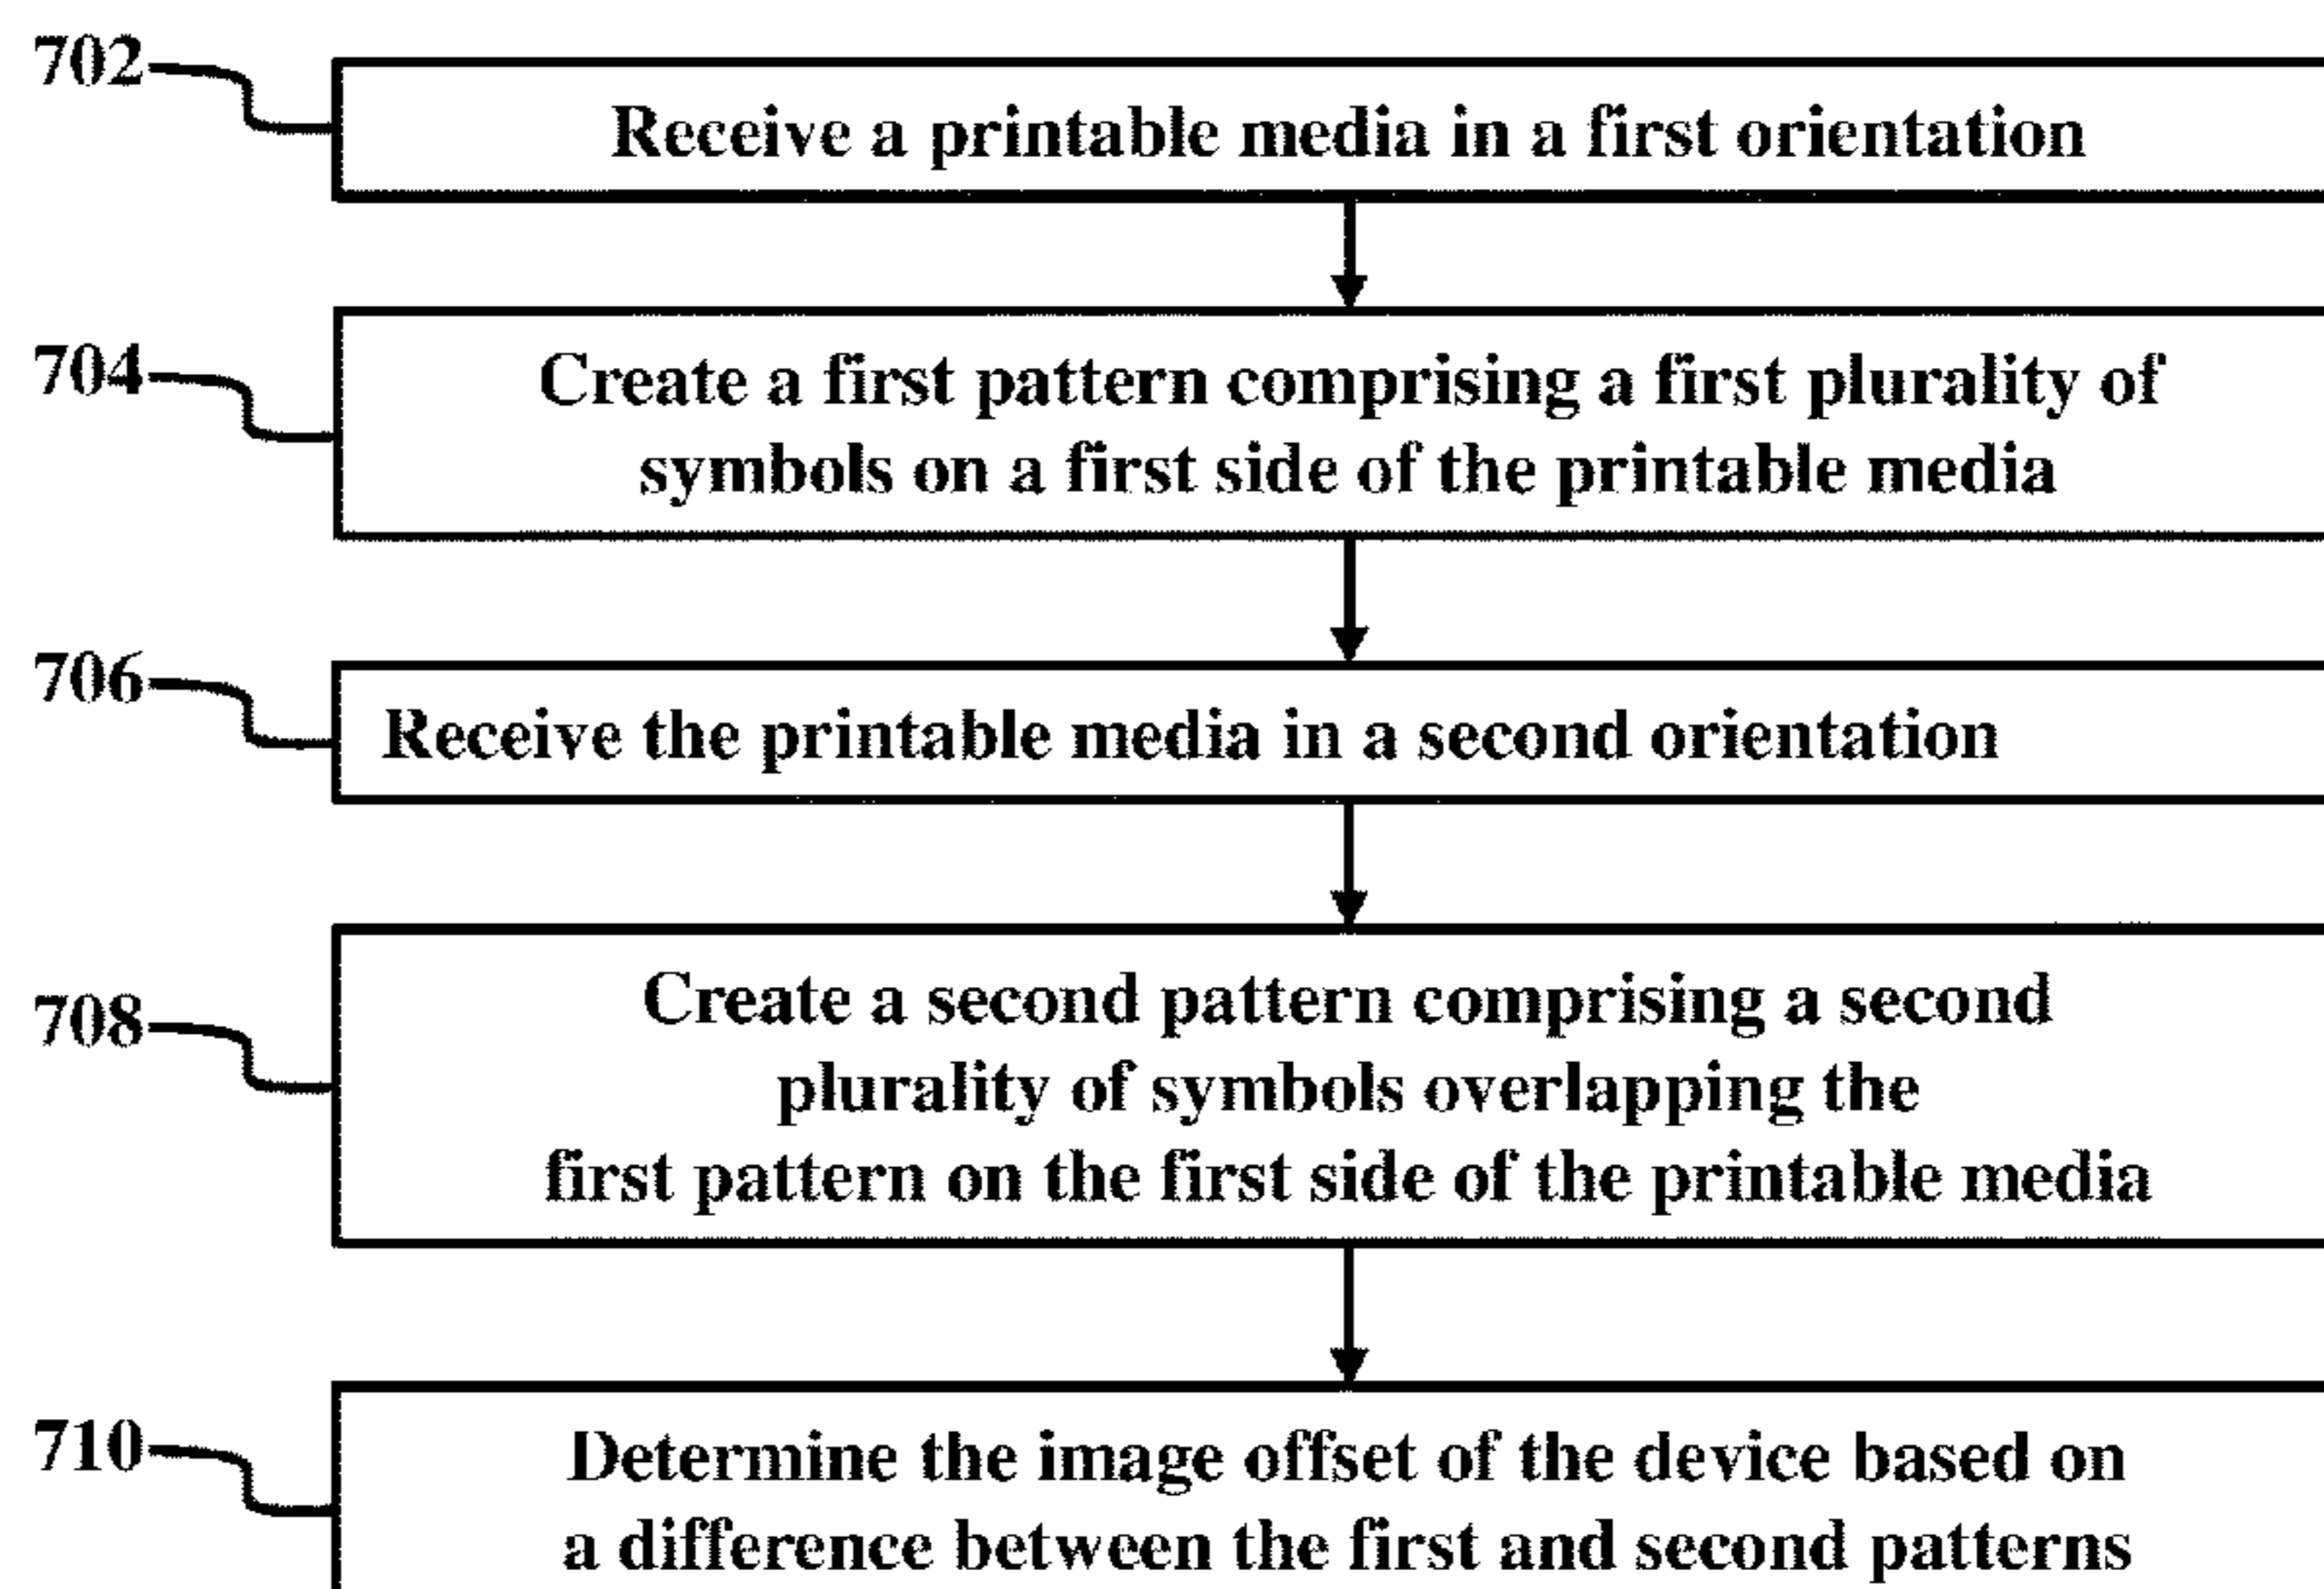 702
Receive a printable media in a first orientation
704
Create a first pattern comprising a first plurality of
symbols on a first side of the printable media
706
Receive the printable media in a second orientation
708
Create a second pattern comprising a second
plurality of symbols overlapping the
first pattern on the first side of the printable media
710
Determine the image offset of the device based on
a difference between the first and second patterns